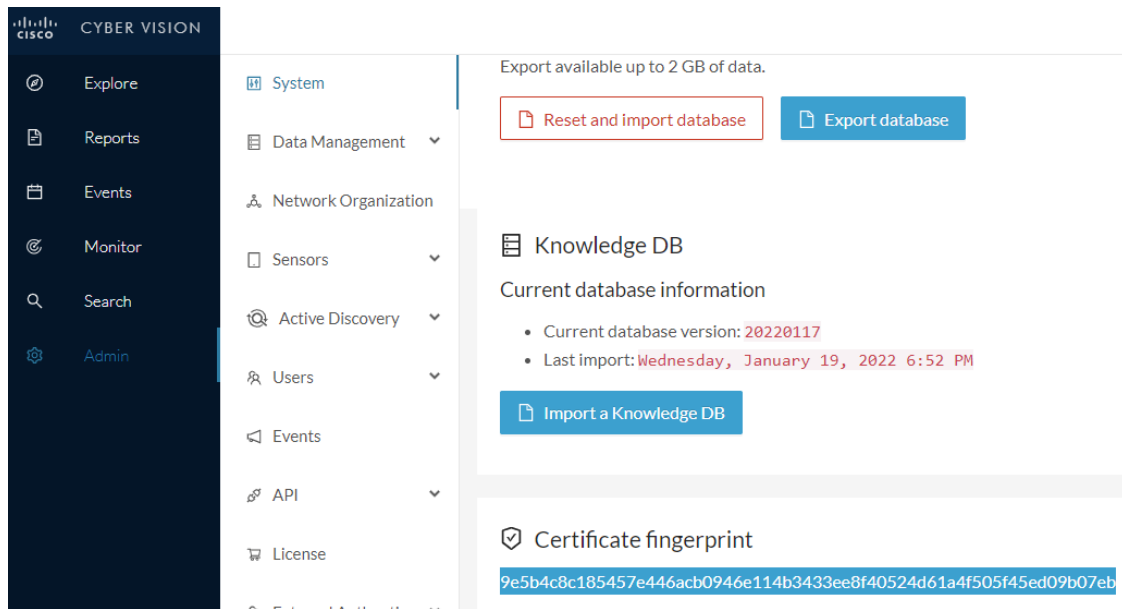 cisco CYBER VISION
Explore
Reports
Events
Monitor
Search
Admin
System
Data Management
Network Organization
Sensors
Active Discovery
Users
Events
API
License
Export available up to 2 GB of data.
Reset and import database Export database
Knowledge DB
Current database information
• Current database version: 20220117
• Last import: Wednesday, January 19, 2022 6:52 PM
Import a Knowledge DB
Certificate fingerprint
9e5b4c8c185457e446acb0946e114b3433ee8f40524d61a4f505f45ed09b07eb